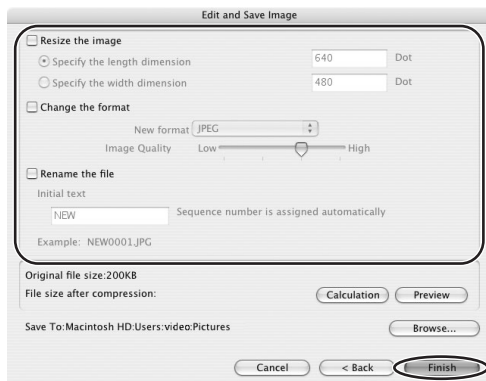 Edit and Save Image
Resize the image
Specify the length dimension 640 Dot
Specify the width dimension 480 Dot
Change the format
New format JPEG
Image Quality Low High
Rename the file
Initial text
NEW Sequence number is assigned automatically
Example: NEW0001.JPG
Original file size:200KB
File size after compression: Calculation Preview
Save To:Macintosh HD:Users:video:Pictures Browse...
Cancel < Back Finish